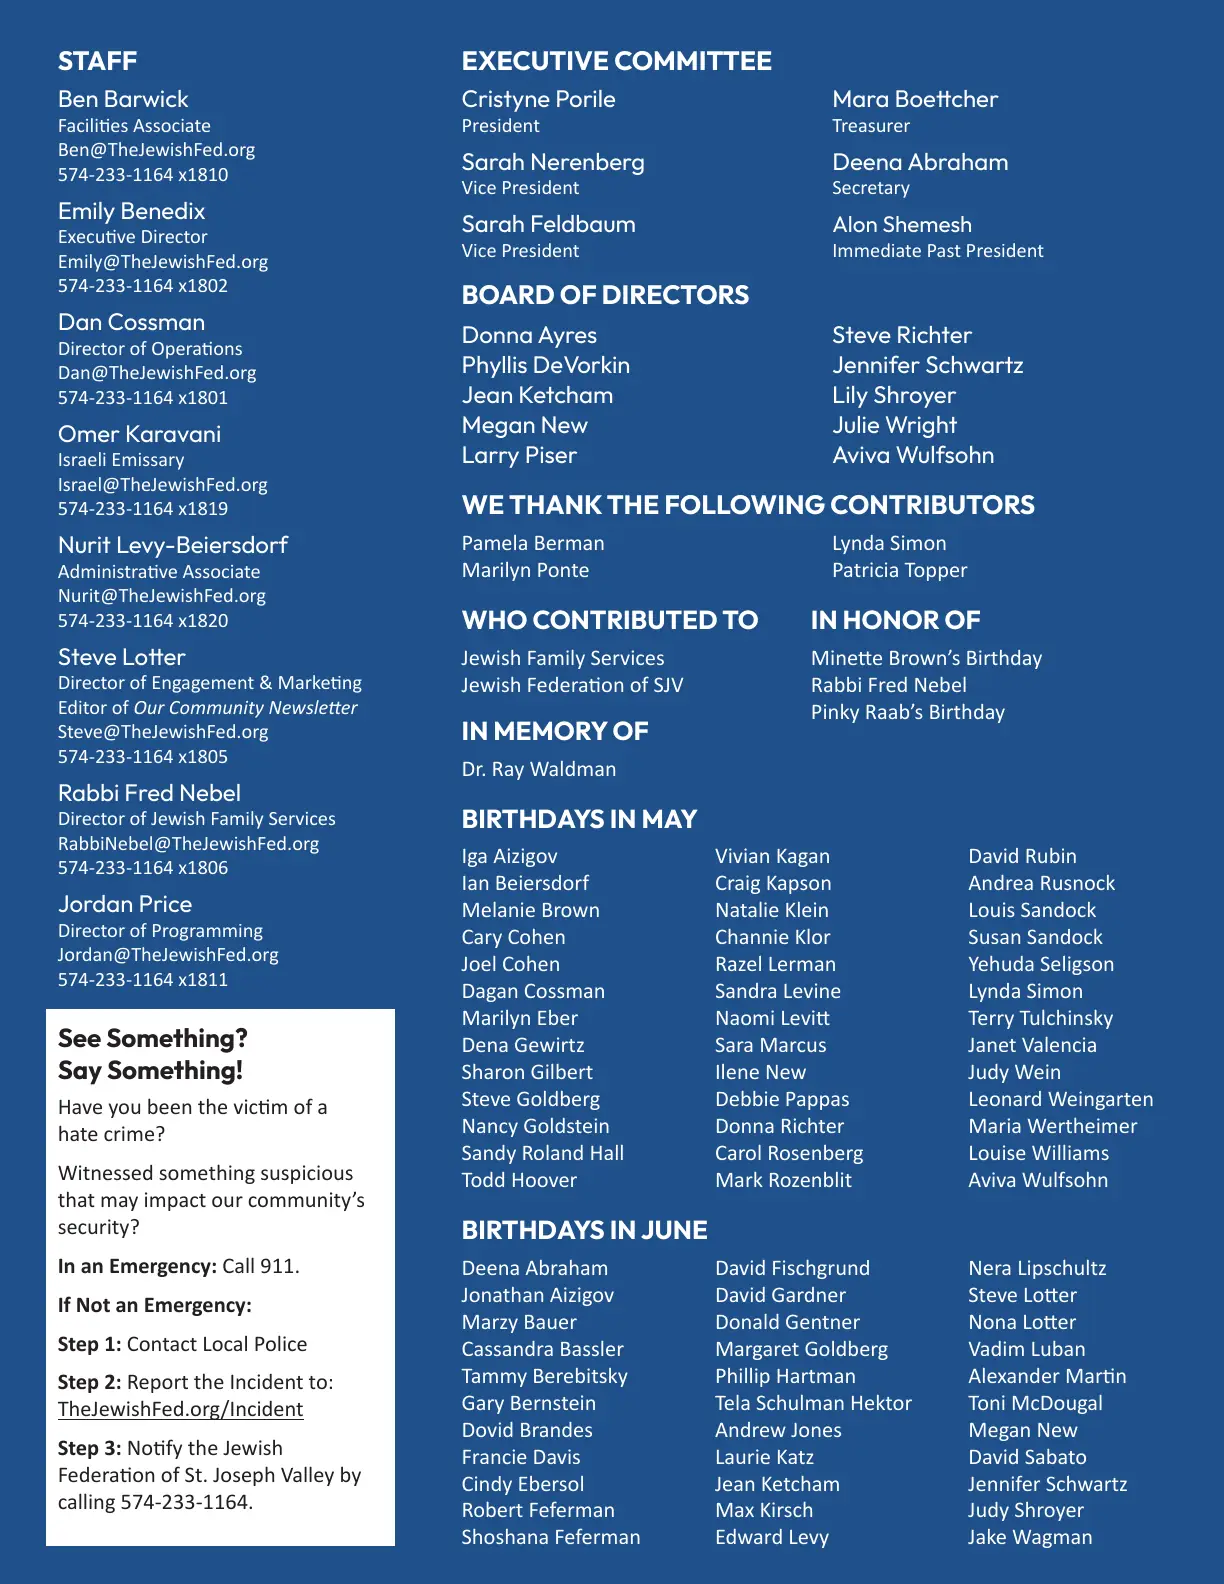 STAFF
Ben Barwick
Facilities Associate
Ben@TheJewishFed.org
574-233-1164 x1810
Emily Benedix
Executive Director
Emily@TheJewishFed.org
574-233-1164 x1802
Dan Cossman
Director of Operations
Dan@TheJewishFed.org
574-233-1164 x1801
Omer Karavani
Israeli Emissary
Israel@TheJewishFed.org
574-233-1164 x1819
Nurit Levy-Beiersdorf
Administrative Associate
Nurit@TheJewishFed.org
574-233-1164 x1820
Steve Lotter
Director of Engagement & Marketing
Editor of Our Community Newsletter
Steve@TheJewishFed.org
574-233-1164 x1805
Rabbi Fred Nebel
Director of Jewish Family Services
RabbiNebel@TheJewishFed.org
574-233-1164 x1806
Jordan Price
Director of Programming
Jordan@TheJewishFed.org
574-233-1164 x1811
See Something?
Say Something!
Have you been the victim of a
hate crime?
Witnessed something suspicious
that may impact our community’s
security?
In an Emergency: Call 911.
If Not an Emergency:
Step 1: Contact Local Police
Step 2: Report the Incident to:
TheJewishFed.org/Incident
Step 3: Notify the Jewish
Federation of St. Joseph Valley by
calling 574-233-1164.
EXECUTIVE COMMITTEE
Cristyne Porile
President
Sarah Nerenberg
Vice President
Sarah Feldbaum
Vice President
Mara Boettcher
Treasurer
Deena Abraham
Secretary
Alon Shemesh
Immediate Past President
BOARD OF DIRECTORS
Donna Ayres
Phyllis DeVorkin
Jean Ketcham
Megan New
Larry Piser
Steve Richter
Jennifer Schwartz
Lily Shroyer
Julie Wright
Aviva Wulfsohn
WE THANK THE FOLLOWING CONTRIBUTORS
Pamela Berman
Marilyn Ponte
Lynda Simon
Patricia Topper
WHO CONTRIBUTED TO
Jewish Family Services
Jewish Federation of SJV
IN HONOR OF
Minette Brown’s Birthday
Rabbi Fred Nebel
Pinky Raab’s Birthday
IN MEMORY OF
Dr. Ray Waldman
BIRTHDAYS IN MAY
Iga Aizigov
Ian Beiersdorf
Melanie Brown
Cary Cohen
Joel Cohen
Dagan Cossman
Marilyn Eber
Dena Gewirtz
Sharon Gilbert
Steve Goldberg
Nancy Goldstein
Sandy Roland Hall
Todd Hoover
Vivian Kagan
Craig Kapson
Natalie Klein
Channie Klor
Razel Lerman
Sandra Levine
Naomi Levitt
Sara Marcus
Ilene New
Debbie Pappas
Donna Richter
Carol Rosenberg
Mark Rozenblit
David Rubin
Andrea Rusnock
Louis Sandock
Susan Sandock
Yehuda Seligson
Lynda Simon
Terry Tulchinsky
Janet Valencia
Judy Wein
Leonard Weingarten
Maria Wertheimer
Louise Williams
Aviva Wulfsohn
BIRTHDAYS IN JUNE
Deena Abraham
Jonathan Aizigov
Marzy Bauer
Cassandra Bassler
Tammy Berebitsky
Gary Bernstein
Dovid Brandes
Francie Davis
Cindy Ebersol
Robert Feferman
Shoshana Feferman
David Fischgrund
David Gardner
Donald Gentner
Margaret Goldberg
Phillip Hartman
Tela Schulman Hektor
Andrew Jones
Laurie Katz
Jean Ketcham
Max Kirsch
Edward Levy
Nera Lipschultz
Steve Lotter
Nona Lotter
Vadim Luban
Alexander Martin
Toni McDougal
Megan New
David Sabato
Jennifer Schwartz
Judy Shroyer
Jake Wagman